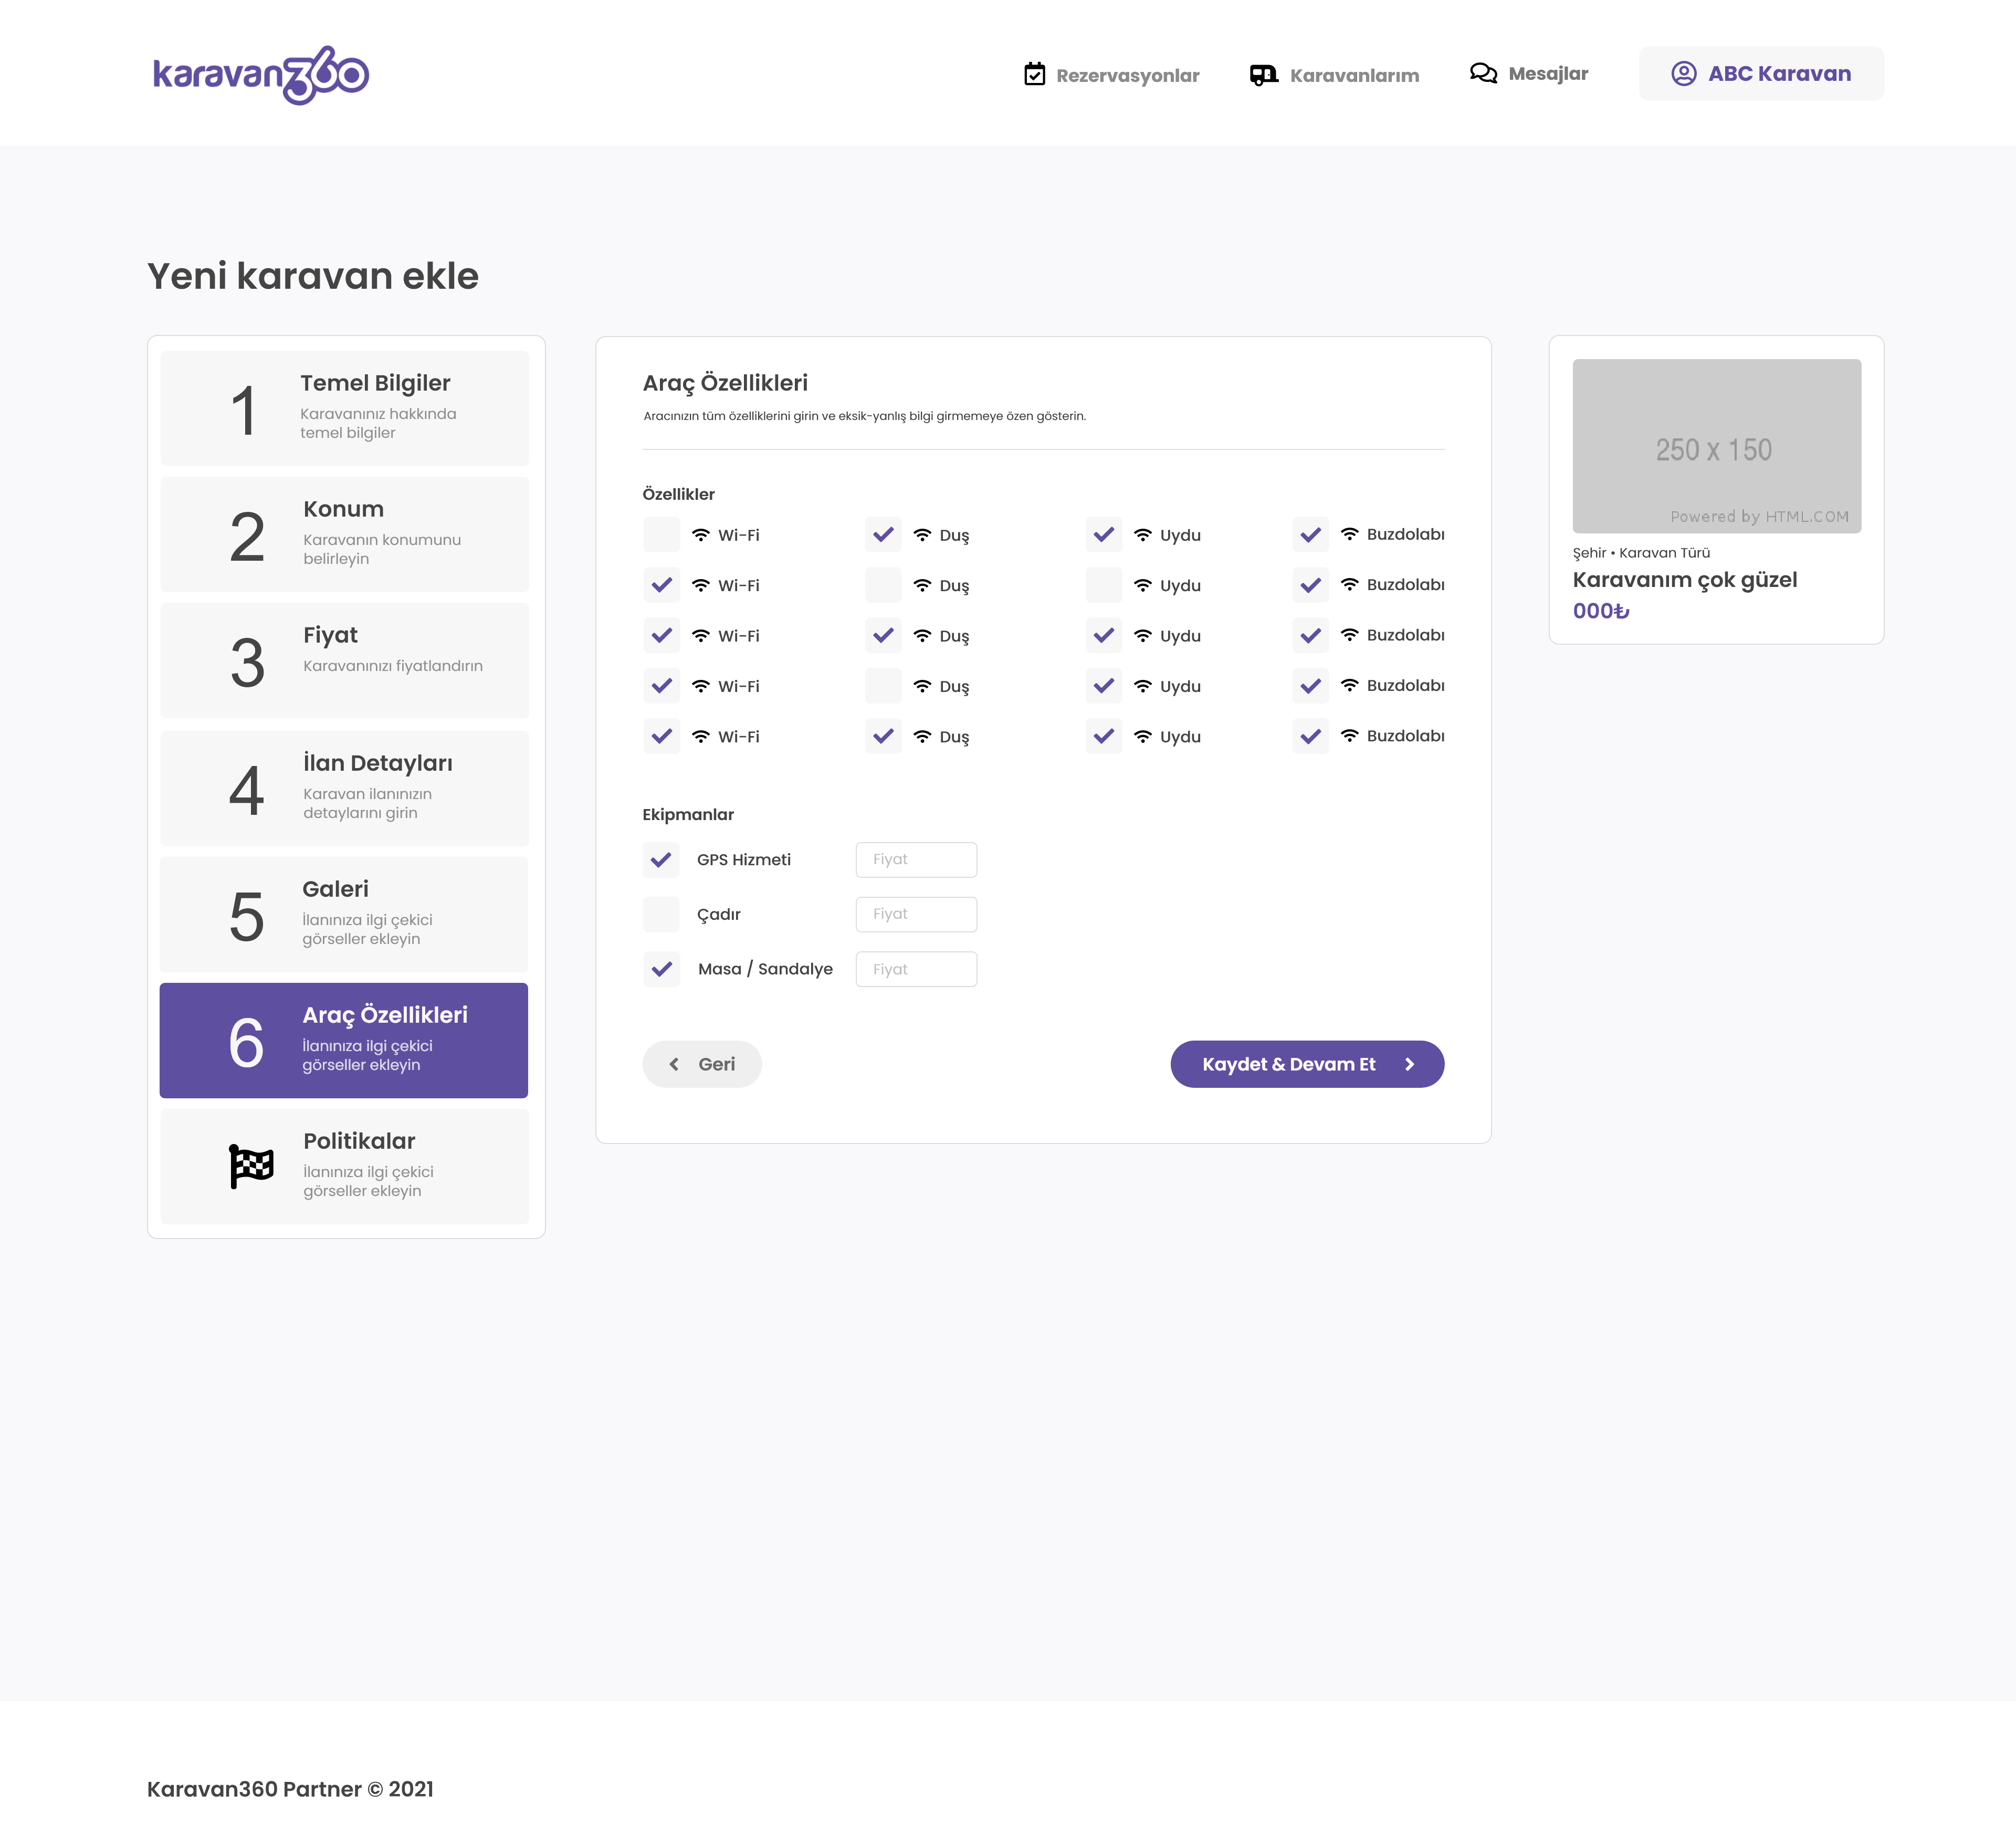 karavan360
Rezervasyonlar
Karavanlarım
Mesajlar
ABC Karavan
Yeni karavan ekle
1
Temel Bilgiler
Karavanınız hakkında
temel bilgiler
2
Konum
Karavanın konumunu
belirleyin
3
Fiyat
Karavanınızı fiyatlandırın
4
İlan Detayları
Karavan ilanınızın
detaylarını girin
5
Galeri
İlanınıza ilgi çekici
görseller ekleyin
6
Araç Özellikleri
İlanınıza ilgi çekici
görseller ekleyin
Politikalar
İlanınıza ilgi çekici
görseller ekleyin
Araç Özellikleri
Aracınızın tüm özelliklerini girin ve eksik-yanlış bilgi girmemeye özen gösterin.
Özellikler
Wi-Fi Duş Uydu Buzdolabı
Wi-Fi Duş Uydu Buzdolabı
Wi-Fi Duş Uydu Buzdolabı
Wi-Fi Duş Uydu Buzdolabı
Wi-Fi Duş Uydu Buzdolabı
Ekipmanlar
GPS Hizmeti Fiyat
Çadır Fiyat
Masa / Sandalye Fiyat
Geri
Kaydet & Devam Et
250 x 150
Powered by HTML.COM
Şehir • Karavan Türü
Karavanım çok güzel
000₺
Karavan360 Partner © 2021